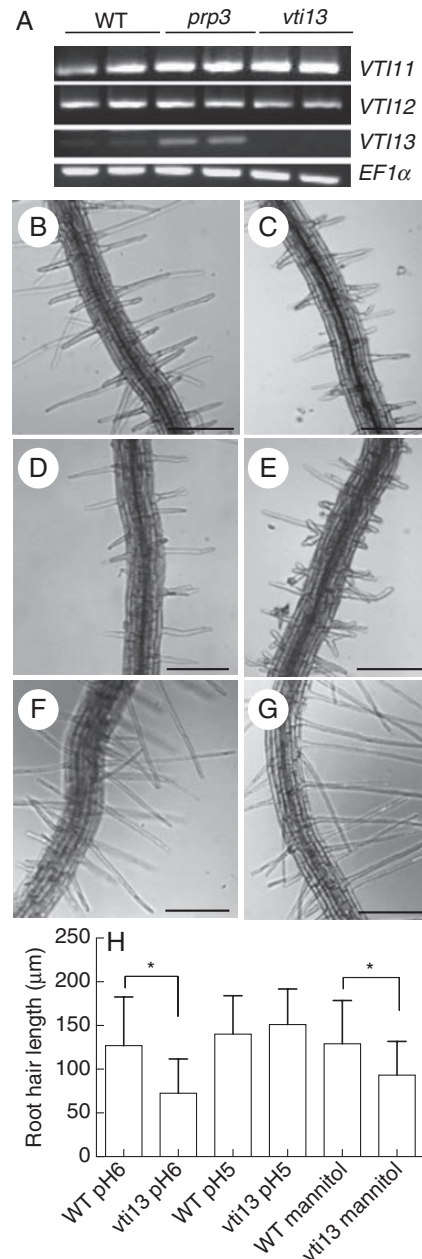 A
WT prp3 vti13
VTI11
VTI12
VTI13
EF1α
B
C
D
E
F
G
H
Root hair length (μm)
250
200
150
100
50
0
* *
WT pH6
vti13 pH6
WT pH5
vti13 pH5
WT mannitol
vti13 mannitol